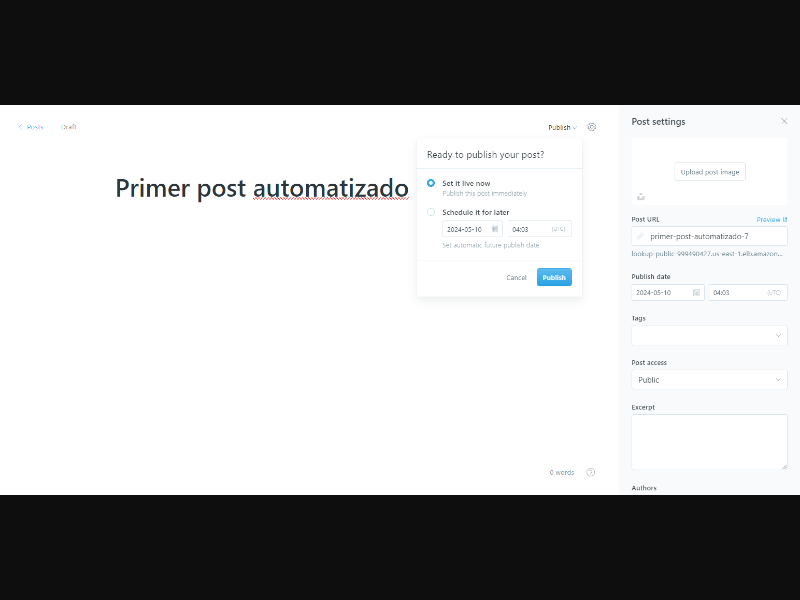 Posts
Draft
Publish
Primer post automatizado
Ready to publish your post?
Set it live now
Publish this post immediately
Schedule it for later
2024-05-10
04:03
(UTC)
Set automatic future publish date
Cancel
Publish
0 words
Post settings
Upload post image
Post URL
Preview
primer-post-automatizado-7
lookup-public-999490427.us-east-1.elb.amazon...
Publish date
2024-05-10
04:03
(UTC)
Tags
Post access
Public
Excerpt
Authors